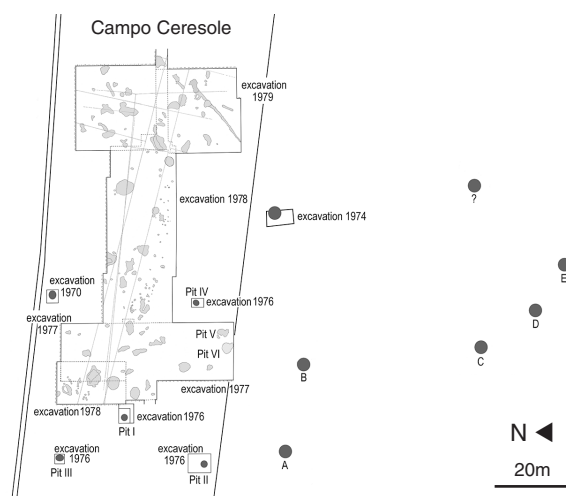 Campo Ceresole
excavation
1979
excavation 1978
?
excavation 1974
E
excavation
1970
Pit IV
excavation 1976
D
excavation
1977
Pit V
Pit VI
C
B
excavation 1977
excavation 1978
excavation 1976
Pit I
N
excavation
1976
Pit III
excavation
1976
Pit II
A
20m